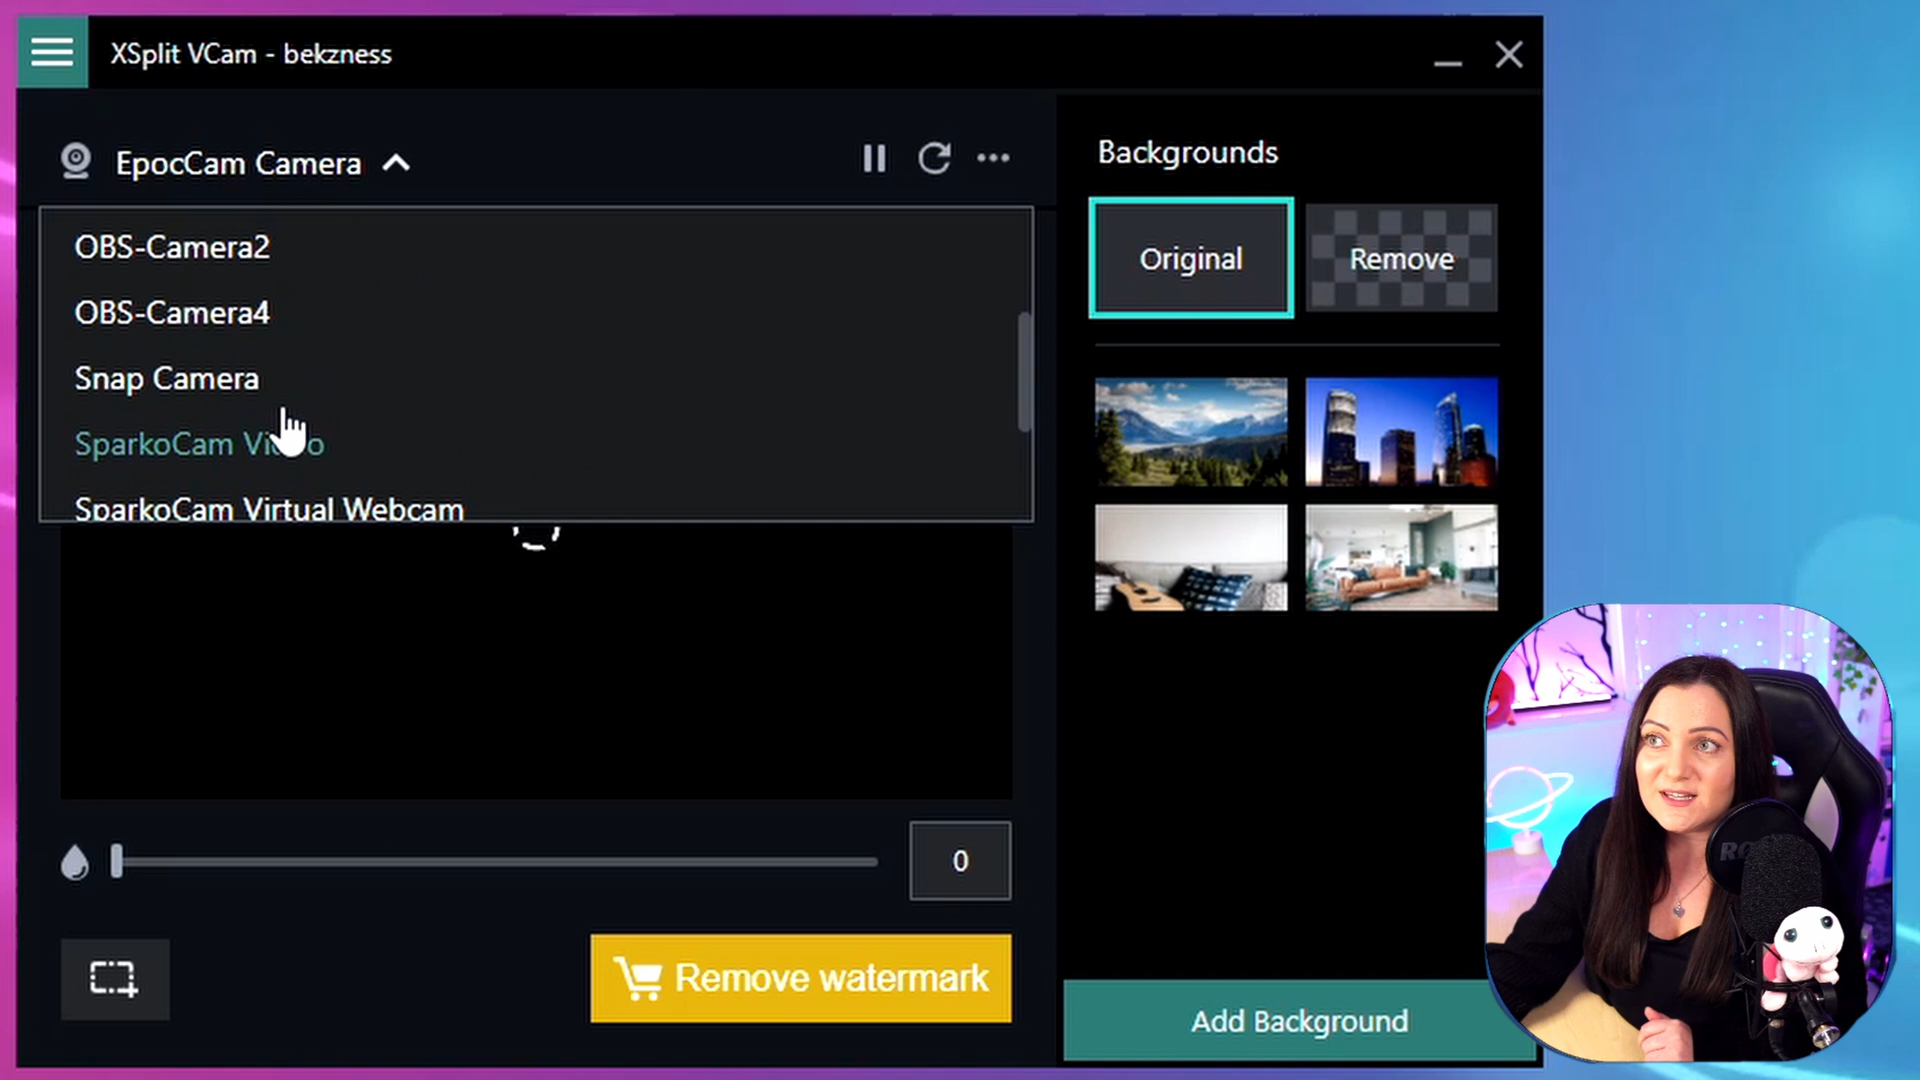 XSplit VCam - bekzness
EpocCam Camera
OBS-Camera2
OBS-Camera4
Snap Camera
SparkoCam Video
SparkoCam Virtual Webcam
0
Remove watermark
Backgrounds
Original
Remove
Add Background